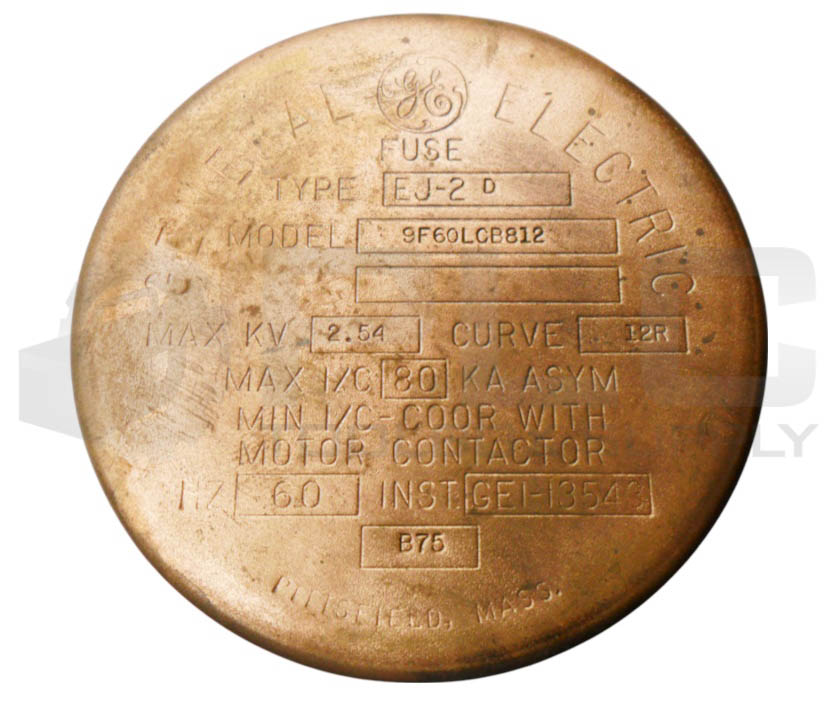 GE
ELECTRIC
FUSE
TYPE EJ-2 D
MODEL 9F60LCB812
MAX KV 2.54 CURVE 12R
MAX I/C 80 KA ASYM
MIN I/C-COOR WITH
MOTOR CONTACTOR
HZ 60 INST. GEI-13543
B75
PITTSFIELD, MASS.